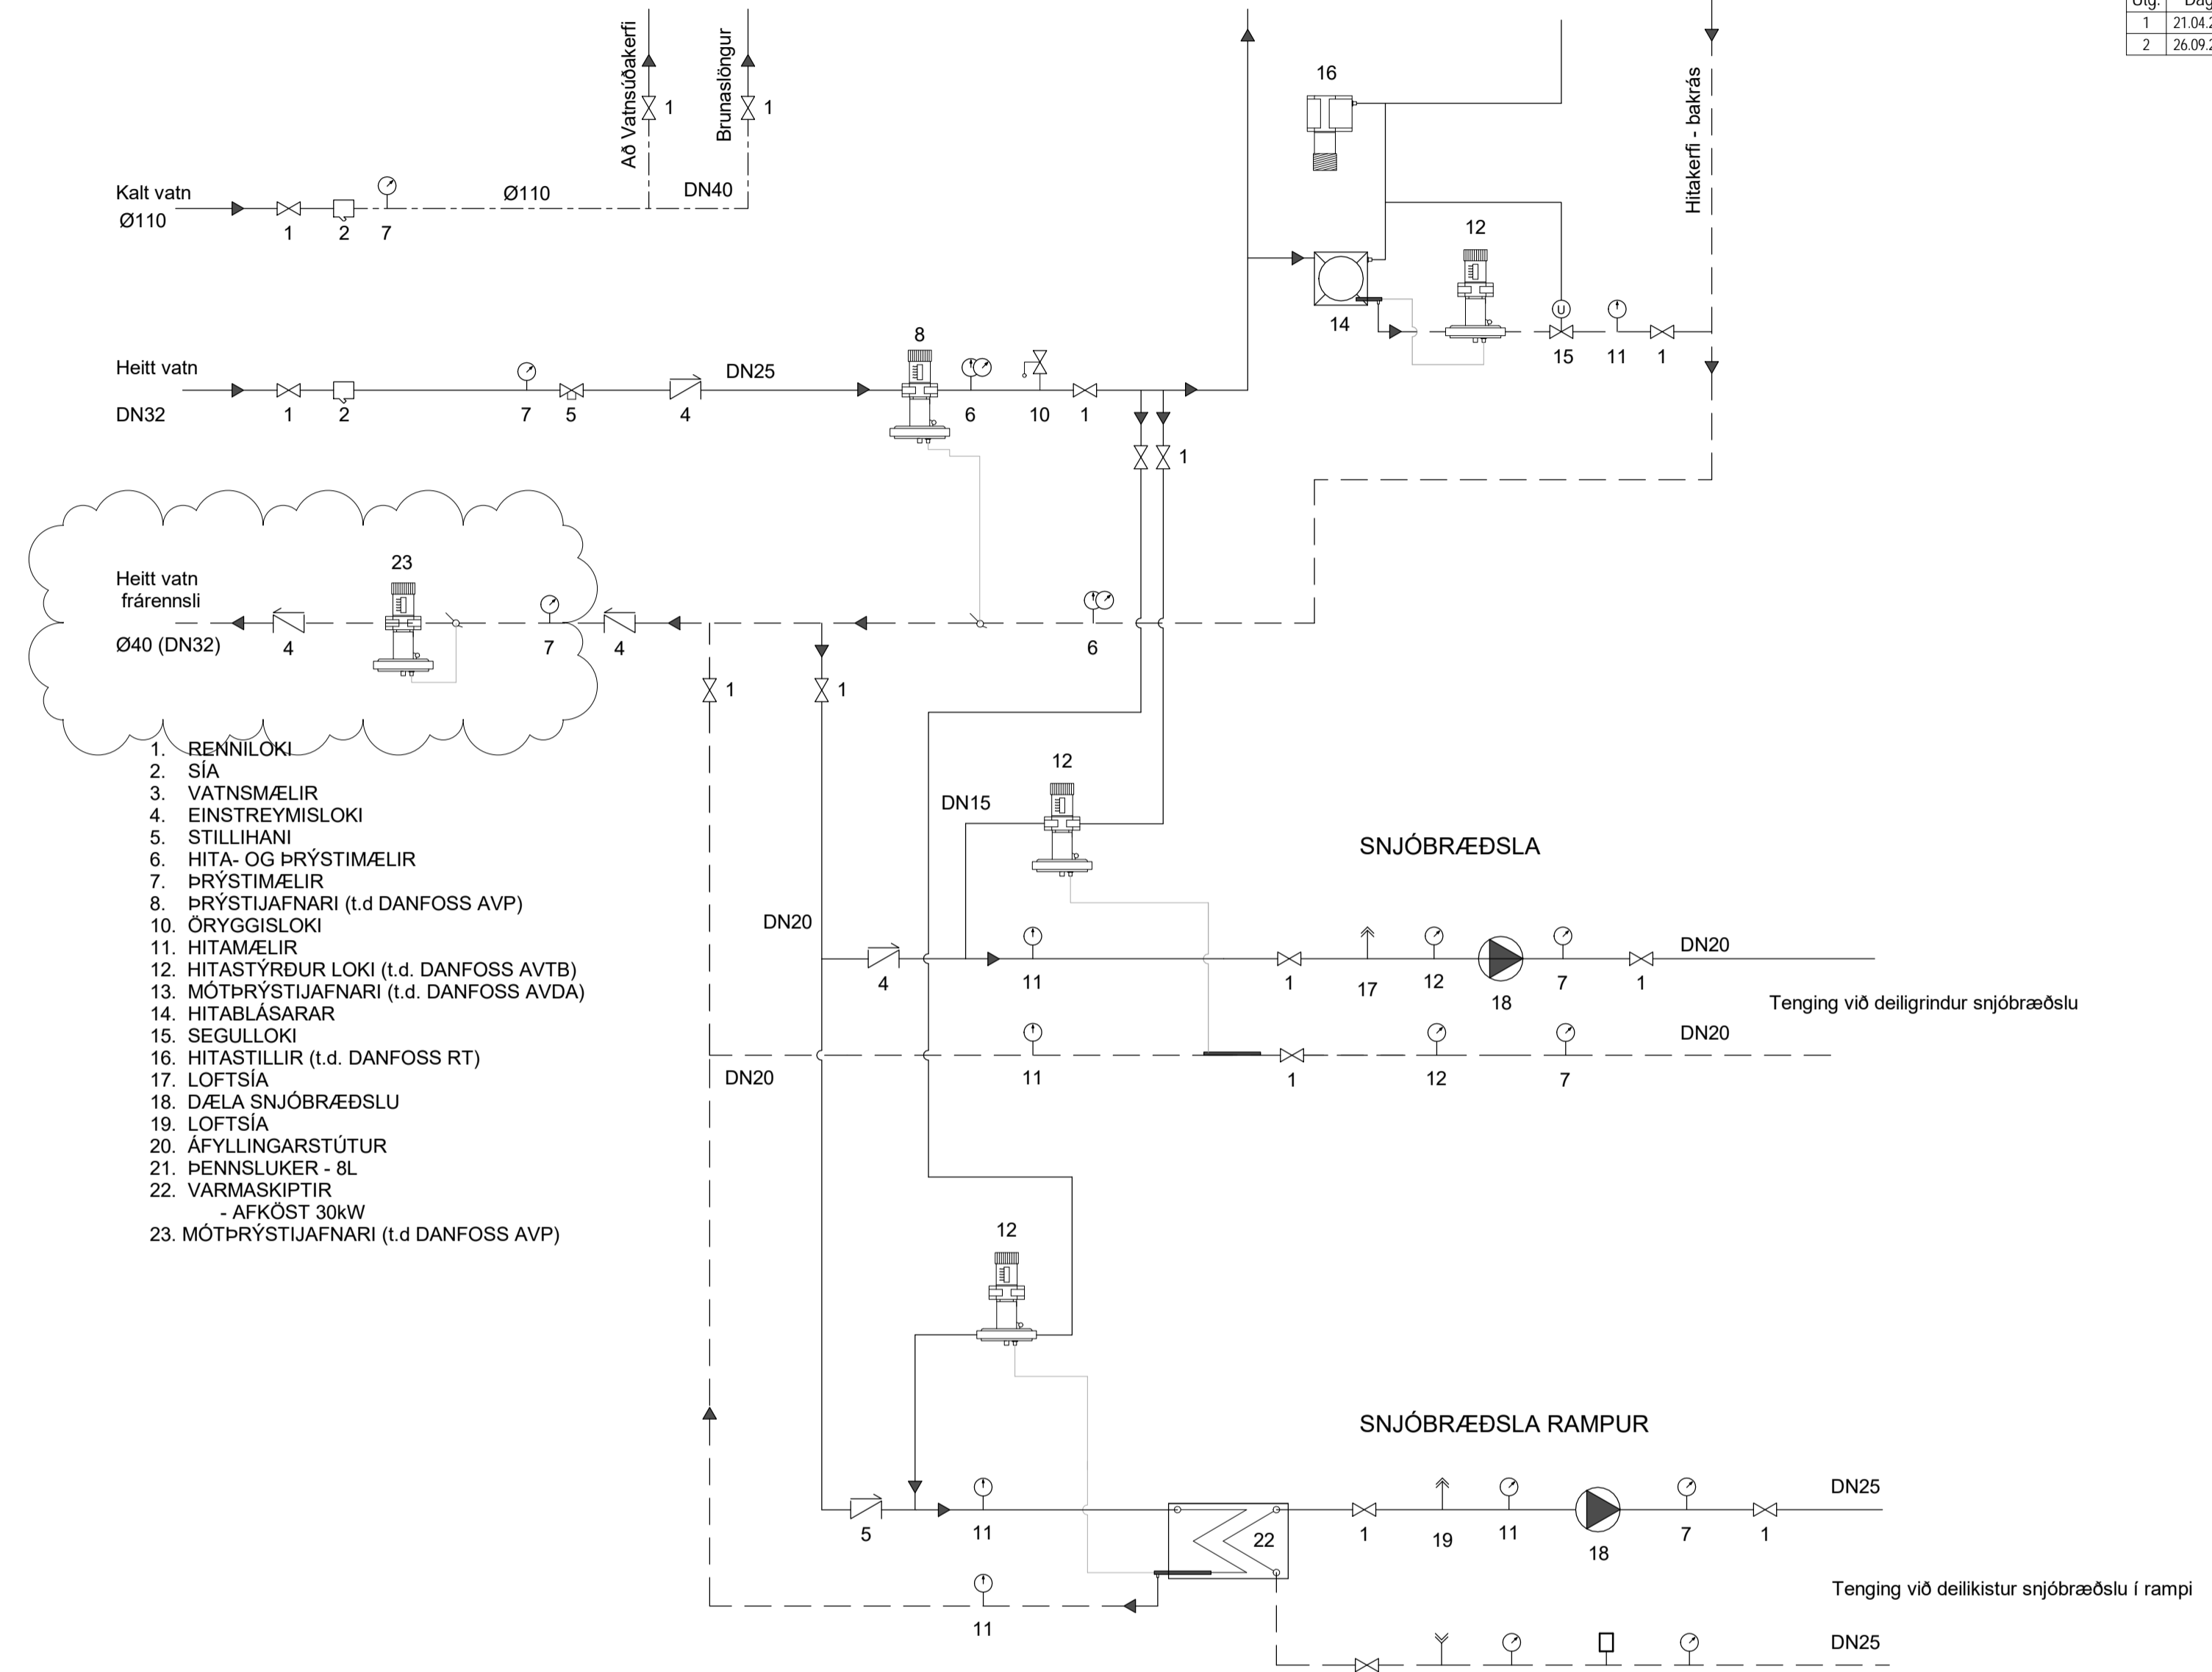 Útg.
1 21.04.2
2 26.09.2
Að Vatnsúðakerfi
1
Brunaslöngur
1
Kalt vatn
Ø110
1
2
7
Ø110
DN40
16
Hitakerfi - bakrás
12
U
14
15
11
1
Heitt vatn
DN32
1
2
7
5
4
DN25
8
6
10
1
1
Heitt vatn
frárennsli
Ø40 (DN32)
4
23
7
4
6
1
1
1. RENNILOKI
2. SÍA
3. VATNSMÆLIR
4. EINSTREYMISLOKI
5. STILLIHANI
6. HITA- OG ÞRÝSTIMÆLIR
7. ÞRÝSTIMÆLIR
8. ÞRÝSTIJAFNARI (t.d DANFOSS AVP)
10. ÖRYGGISLOKI
11. HITAMÆLIR
12. HITASTÝRÐUR LOKI (t.d. DANFOSS AVTB)
13. MÓTÞRÝSTIJAFNARI (t.d. DANFOSS AVDA)
14. HITABLÁSARAR
15. SEGULLOKI
16. HITASTILLIR (t.d. DANFOSS RT)
17. LOFTSÍA
18. DÆLA SNJÓBRÆÐSLU
19. LOFTSÍA
20. ÁFYLLINGARSTÚTUR
21. ÞENNSLUKER - 8L
22. VARMASKIPTIR
- AFKÖST 30kW
23. MÓTÞRÝSTIJAFNARI (t.d DANFOSS AVP)
12
DN15
SNJÓBRÆÐSLA
DN20
4
11
1
17
12
18
7
1
DN20
Tenging við deiligrindur snjóbræðslu
DN20
11
1
12
7
DN20
12
SNJÓBRÆÐSLA RAMPUR
5
11
22
1
19
11
18
7
1
DN25
11
Tenging við deilikistur snjóbræðslu í rampi
DN25